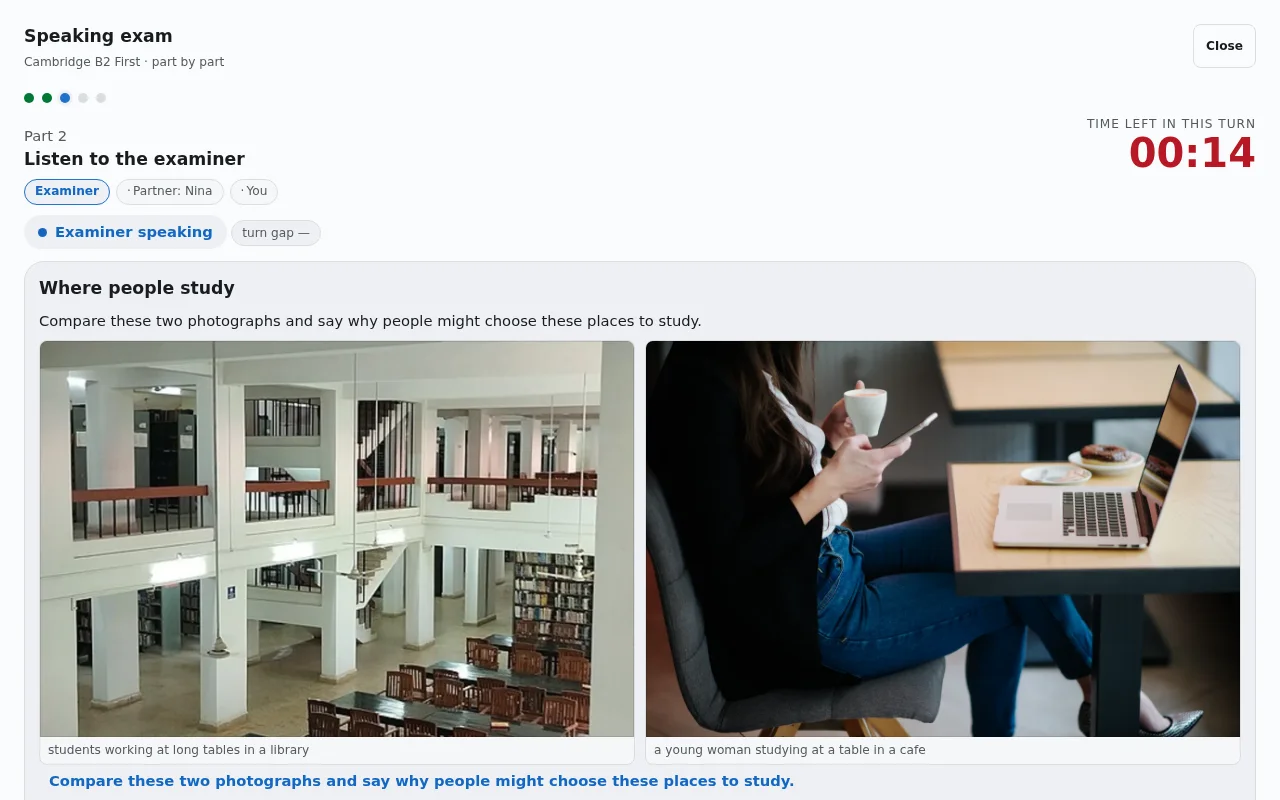 Speaking exam
Cambridge B2 First · part by part
Close
Part 2
Listen to the examiner
TIME LEFT IN THIS TURN
00:14
Examiner
· Partner: Nina
· You
Examiner speaking
turn gap —
Where people study
Compare these two photographs and say why people might choose these places to study.
students working at long tables in a library
a young woman studying at a table in a cafe
Compare these two photographs and say why people might choose these places to study.